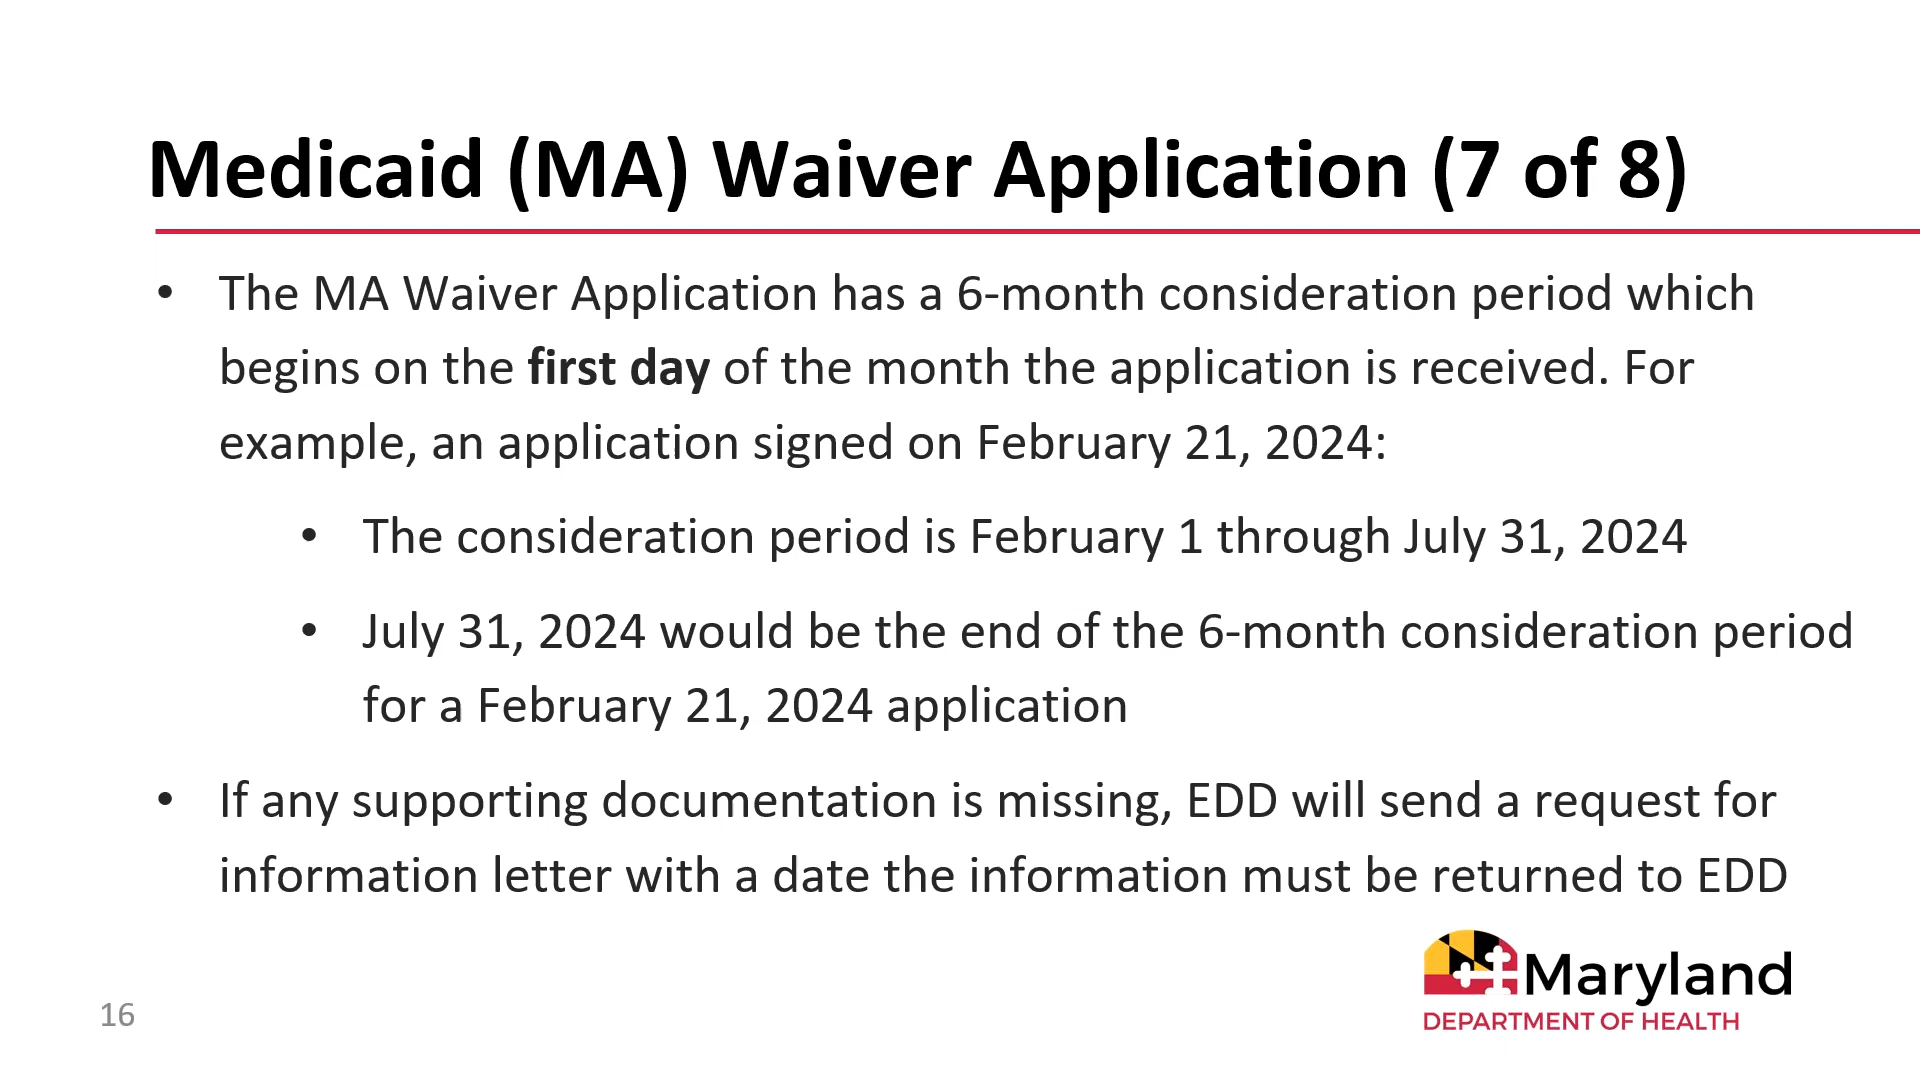 Medicaid (MA) Waiver Application (7 of 8)
• The MA Waiver Application has a 6-month consideration period which
begins on the first day of the month the application is received. For
example, an application signed on February 21, 2024:
• The consideration period is February 1 through July 31, 2024
• July 31, 2024 would be the end of the 6-month consideration period
for a February 21, 2024 application
• If any supporting documentation is missing, EDD will send a request for
information letter with a date the information must be returned to EDD
Maryland
DEPARTMENT OF HEALTH
16